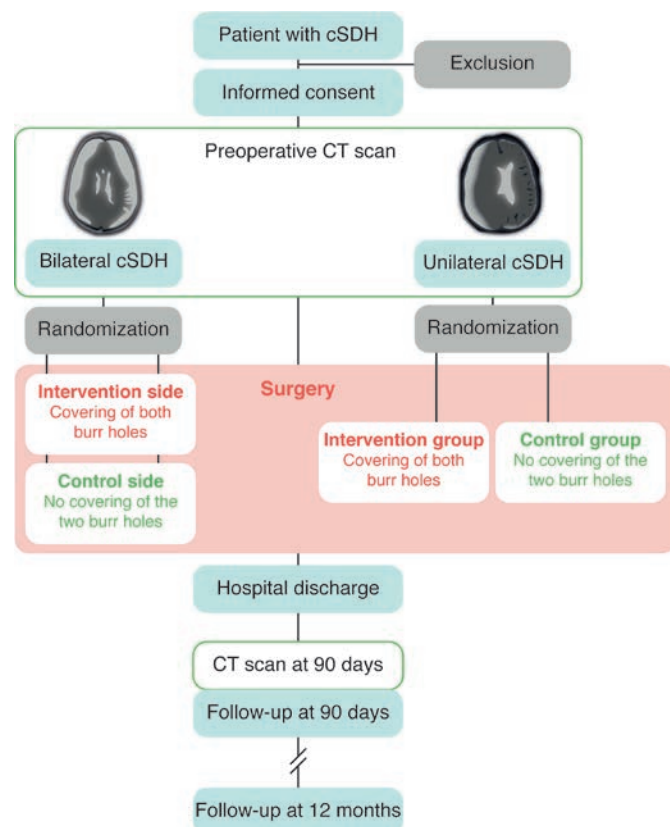 Patient with cSDH
Exclusion
Informed consent
Preoperative CT scan
Bilateral cSDH
Unilateral cSDH
Randomization
Randomization
Surgery
Intervention side
Covering of both
burr holes
Control side
No covering of the
two burr holes
Intervention group
Covering of both
burr holes
Control group
No covering of the
two burr holes
Hospital discharge
CT scan at 90 days
Follow-up at 90 days
Follow-up at 12 months